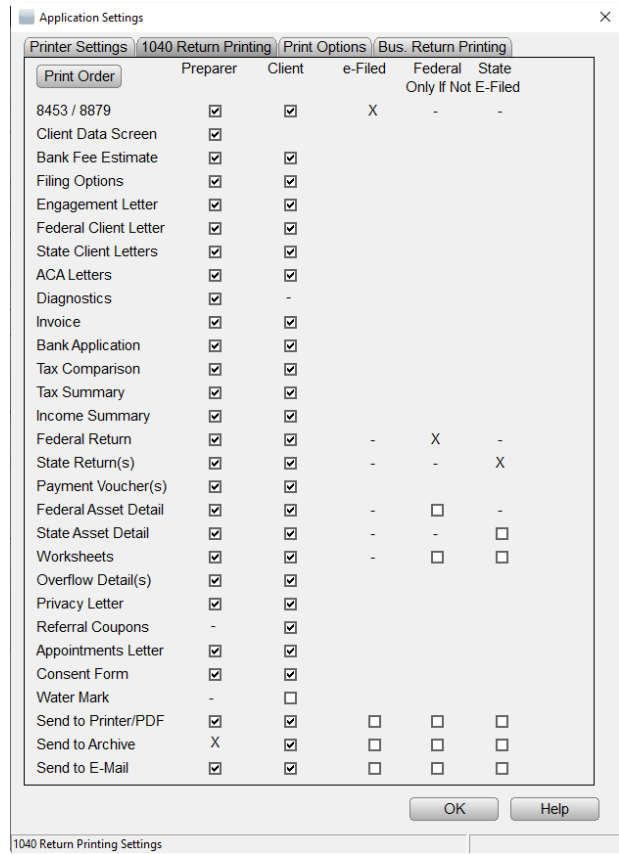 Application Settings
Printer Settings 1040 Return Printing Print Options Bus. Return Printing
Print Order Preparer Client e-Filed Federal State
Only If Not E-Filed
8453 / 8879 X - -
Client Data Screen
Bank Fee Estimate
Filing Options
Engagement Letter
Federal Client Letter
State Client Letters
ACA Letters
Diagnostics -
Invoice
Bank Application
Tax Comparison
Tax Summary
Income Summary
Federal Return - X -
State Return(s) - - X
Payment Voucher(s)
Federal Asset Detail - -
State Asset Detail - -
Worksheets -
Overflow Detail(s)
Privacy Letter
Referral Coupons -
Appointments Letter
Consent Form
Water Mark -
Send to Printer/PDF
Send to Archive X
Send to E-Mail
OK Help
1040 Return Printing Settings